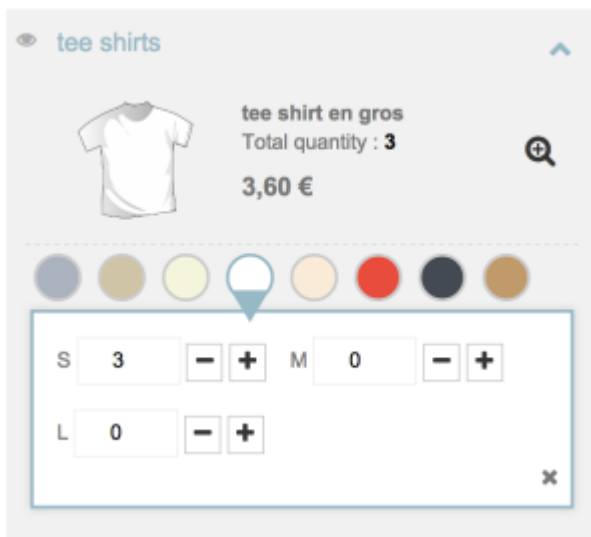 tee shirts
tee shirt en gros
Total quantity : 3
3,60 €
S 3 M 0
L 0